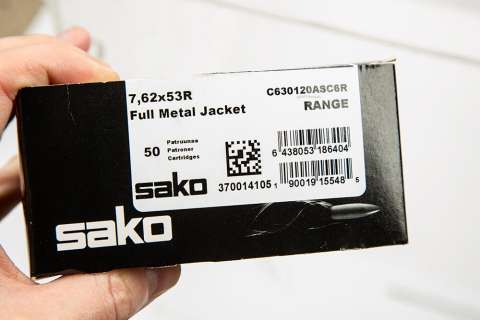 7,62x53R
Full Metal Jacket
C630120ASC6R
RANGE
50
Patruunaa
Patroner
Cartridges
6 438053 186404
sako
370014105
1 90019 15548 5
sako